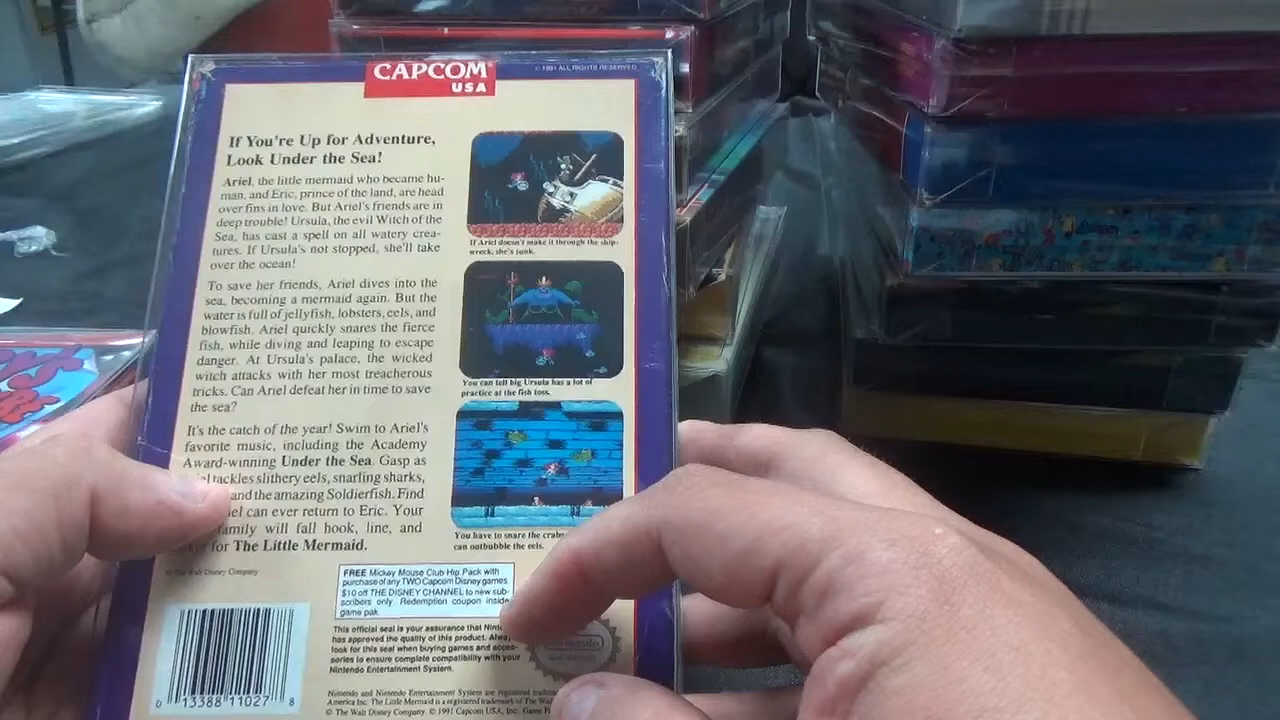 CAPCOM
USA
© 1991 ALL RIGHTS RESERVED
If You're Up for Adventure,
Look Under the Sea!
Ariel, the little mermaid who became hu-
man, and Eric, prince of the land, are head
over fins in love. But Ariel's friends are in
deep trouble! Ursula, the evil Witch of the
Sea, has cast a spell on all watery crea-
tures. If Ursula's not stopped, she'll take
over the ocean!
To save her friends, Ariel dives into the
sea, becoming a mermaid again. But the
water is full of jellyfish, lobsters, eels, and
blowfish. Ariel quickly snares the fierce
fish, while diving and leaping to escape
danger. At Ursula's palace, the wicked
witch attacks with her most treacherous
tricks. Can Ariel defeat her in time to save
the sea?
It's the catch of the year! Swim to Ariel's
favorite music, including the Academy
Award-winning Under the Sea. Gasp as
tackles slithery eels, snarling sharks,
and the amazing Soldierfish. Find
can ever return to Eric. Your
family will fall hook, line, and
for The Little Mermaid.
If Ariel doesn't make it through the ship-
wreck, she's sunk.
You can tell big Ursula has a lot of
practice at the fish toss.
You have to snare the crabs
can outbubble the eels.
© The Walt Disney Company
FREE Mickey Mouse Club Hip Pack with
purchase of any TWO Capcom Disney games
$10 off THE DISNEY CHANNEL to new sub-
scribers only. Redemption coupon inside
game pak.
This official seal is your assurance that
has approved the quality of this product.
look for this seal when buying games and acces-
sories to ensure complete compatibility with your
Nintendo Entertainment System.
0 13388 11027 8
Nintendo and Nintendo Entertainment System are registered
America Inc. The Little Mermaid is a registered trademark of The
© The Walt Disney Company © 1991 Capcom USA, Inc.